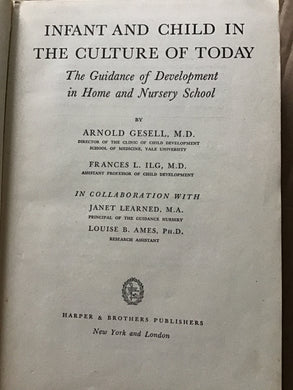 INFANT AND CHILD IN
THE CULTURE OF TODAY
The Guidance of Development
in Home and Nursery School
BY
ARNOLD GESELL, M.D.
DIRECTOR OF THE CLINIC OF CHILD DEVELOPMENT
SCHOOL OF MEDICINE, YALE UNIVERSITY
FRANCES L. ILG, M.D.
ASSISTANT PROFESSOR OF CHILD DEVELOPMENT
IN COLLABORATION WITH
JANET LEARNED, M.A.
PRINCIPAL OF THE GUIDANCE NURSERY
LOUISE B. AMES, PH.D.
RESEARCH ASSISTANT
HARPER & BROTHERS PUBLISHERS
New York and London